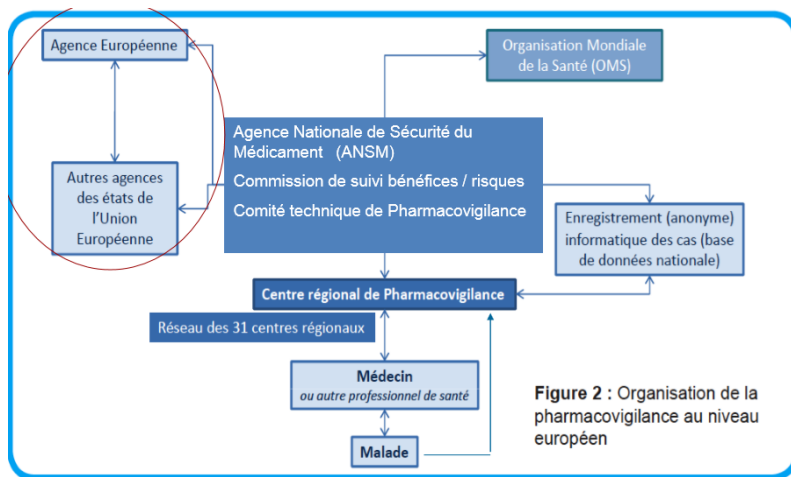 Agence Européenne
Organisation Mondiale
de la Santé (OMS)
Agence Nationale de Sécurité du
Médicament (ANSM)
Commission de suivi bénéfices / risques
Comité technique de Pharmacovigilance
Autres agences
des états de
l'Union
Européenne
Enregistrement (anonyme)
informatique des cas (base
de données nationale)
Centre régional de Pharmacovigilance
Réseau des 31 centres régionaux
Médecin
ou autre professionnel de santé
Malade
Figure 2 : Organisation de la
pharmacovigilance au niveau
européen